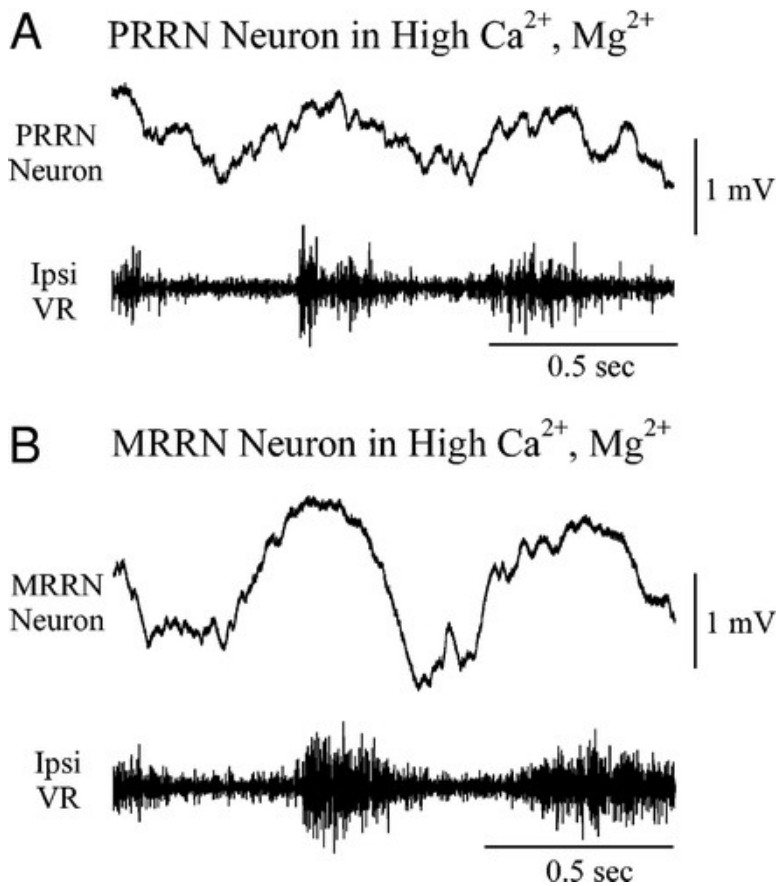 A PRRN Neuron in High Ca²⁺, Mg²⁺
PRRN
Neuron
1 mV
Ipsi
VR
0.5 sec
B MRRN Neuron in High Ca²⁺, Mg²⁺
MRRN
Neuron
1 mV
Ipsi
VR
0.5 sec